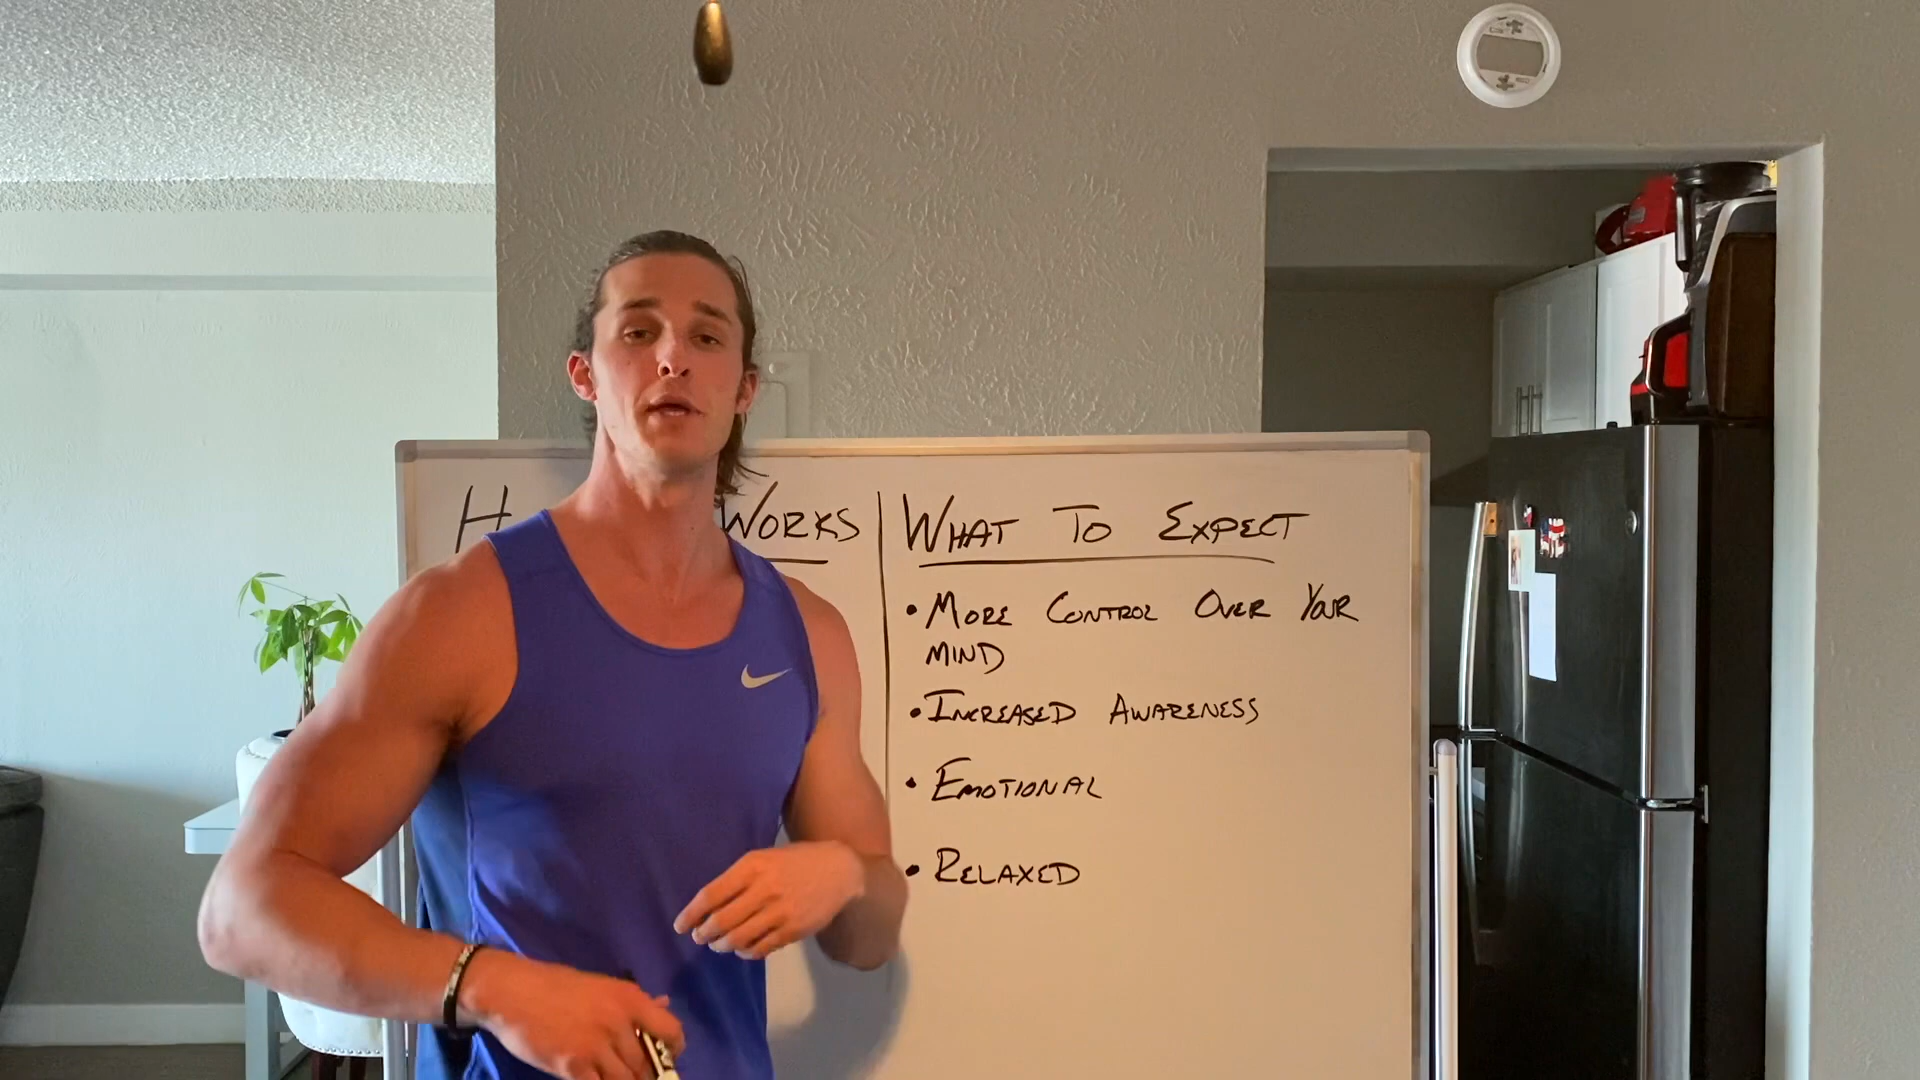 WORKS
WHAT TO EXPECT
• MORE CONTROL OVER YOUR
MIND
• INCREASED AWARENESS
• EMOTIONAL
• RELAXED